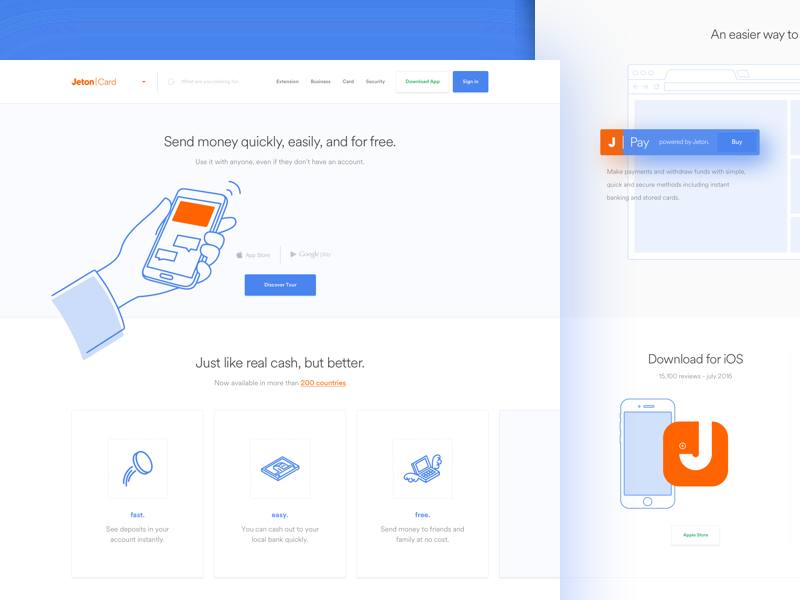 Jeton|Card
What are you looking for.
Extension
Business
Card
Security
Download App
Sign in
Send money quickly, easily, and for free.
Use it with anyone, even if they don't have an account.
App Store
Google play
Discover Tour
Just like real cash, but better.
Now available in more than 200 countries
fast.
See deposits in your
account instantly.
easy.
You can cash out to your
local bank quickly.
free.
Send money to friends and
family at no cost.
An easier way to
J | Pay powered by Jeton. Buy
Make payments and withdraw funds with simple,
quick and secure methods including instant
banking and stored cards.
Download for iOS
15,100 reviews - july 2016
J
Apple Store